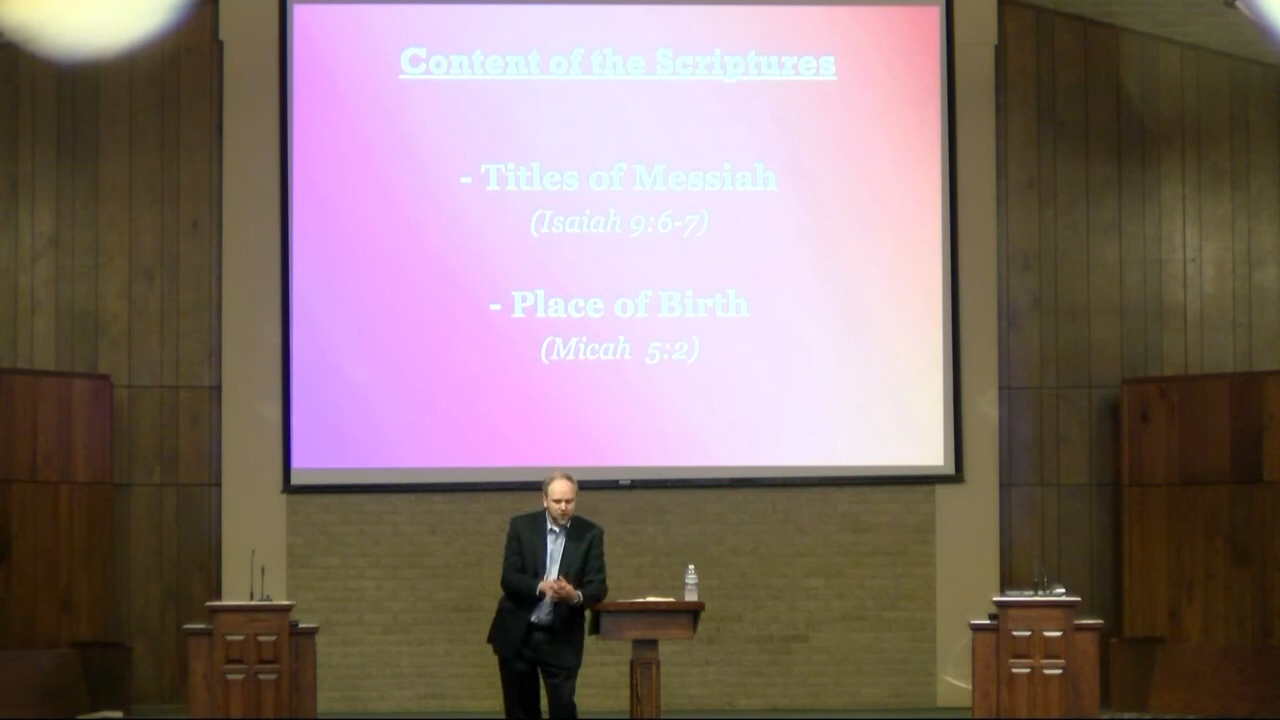 Content of the Scriptures
- Titles of Messiah
(Isaiah 9:6-7)
- Place of Birth
(Micah 5:2)